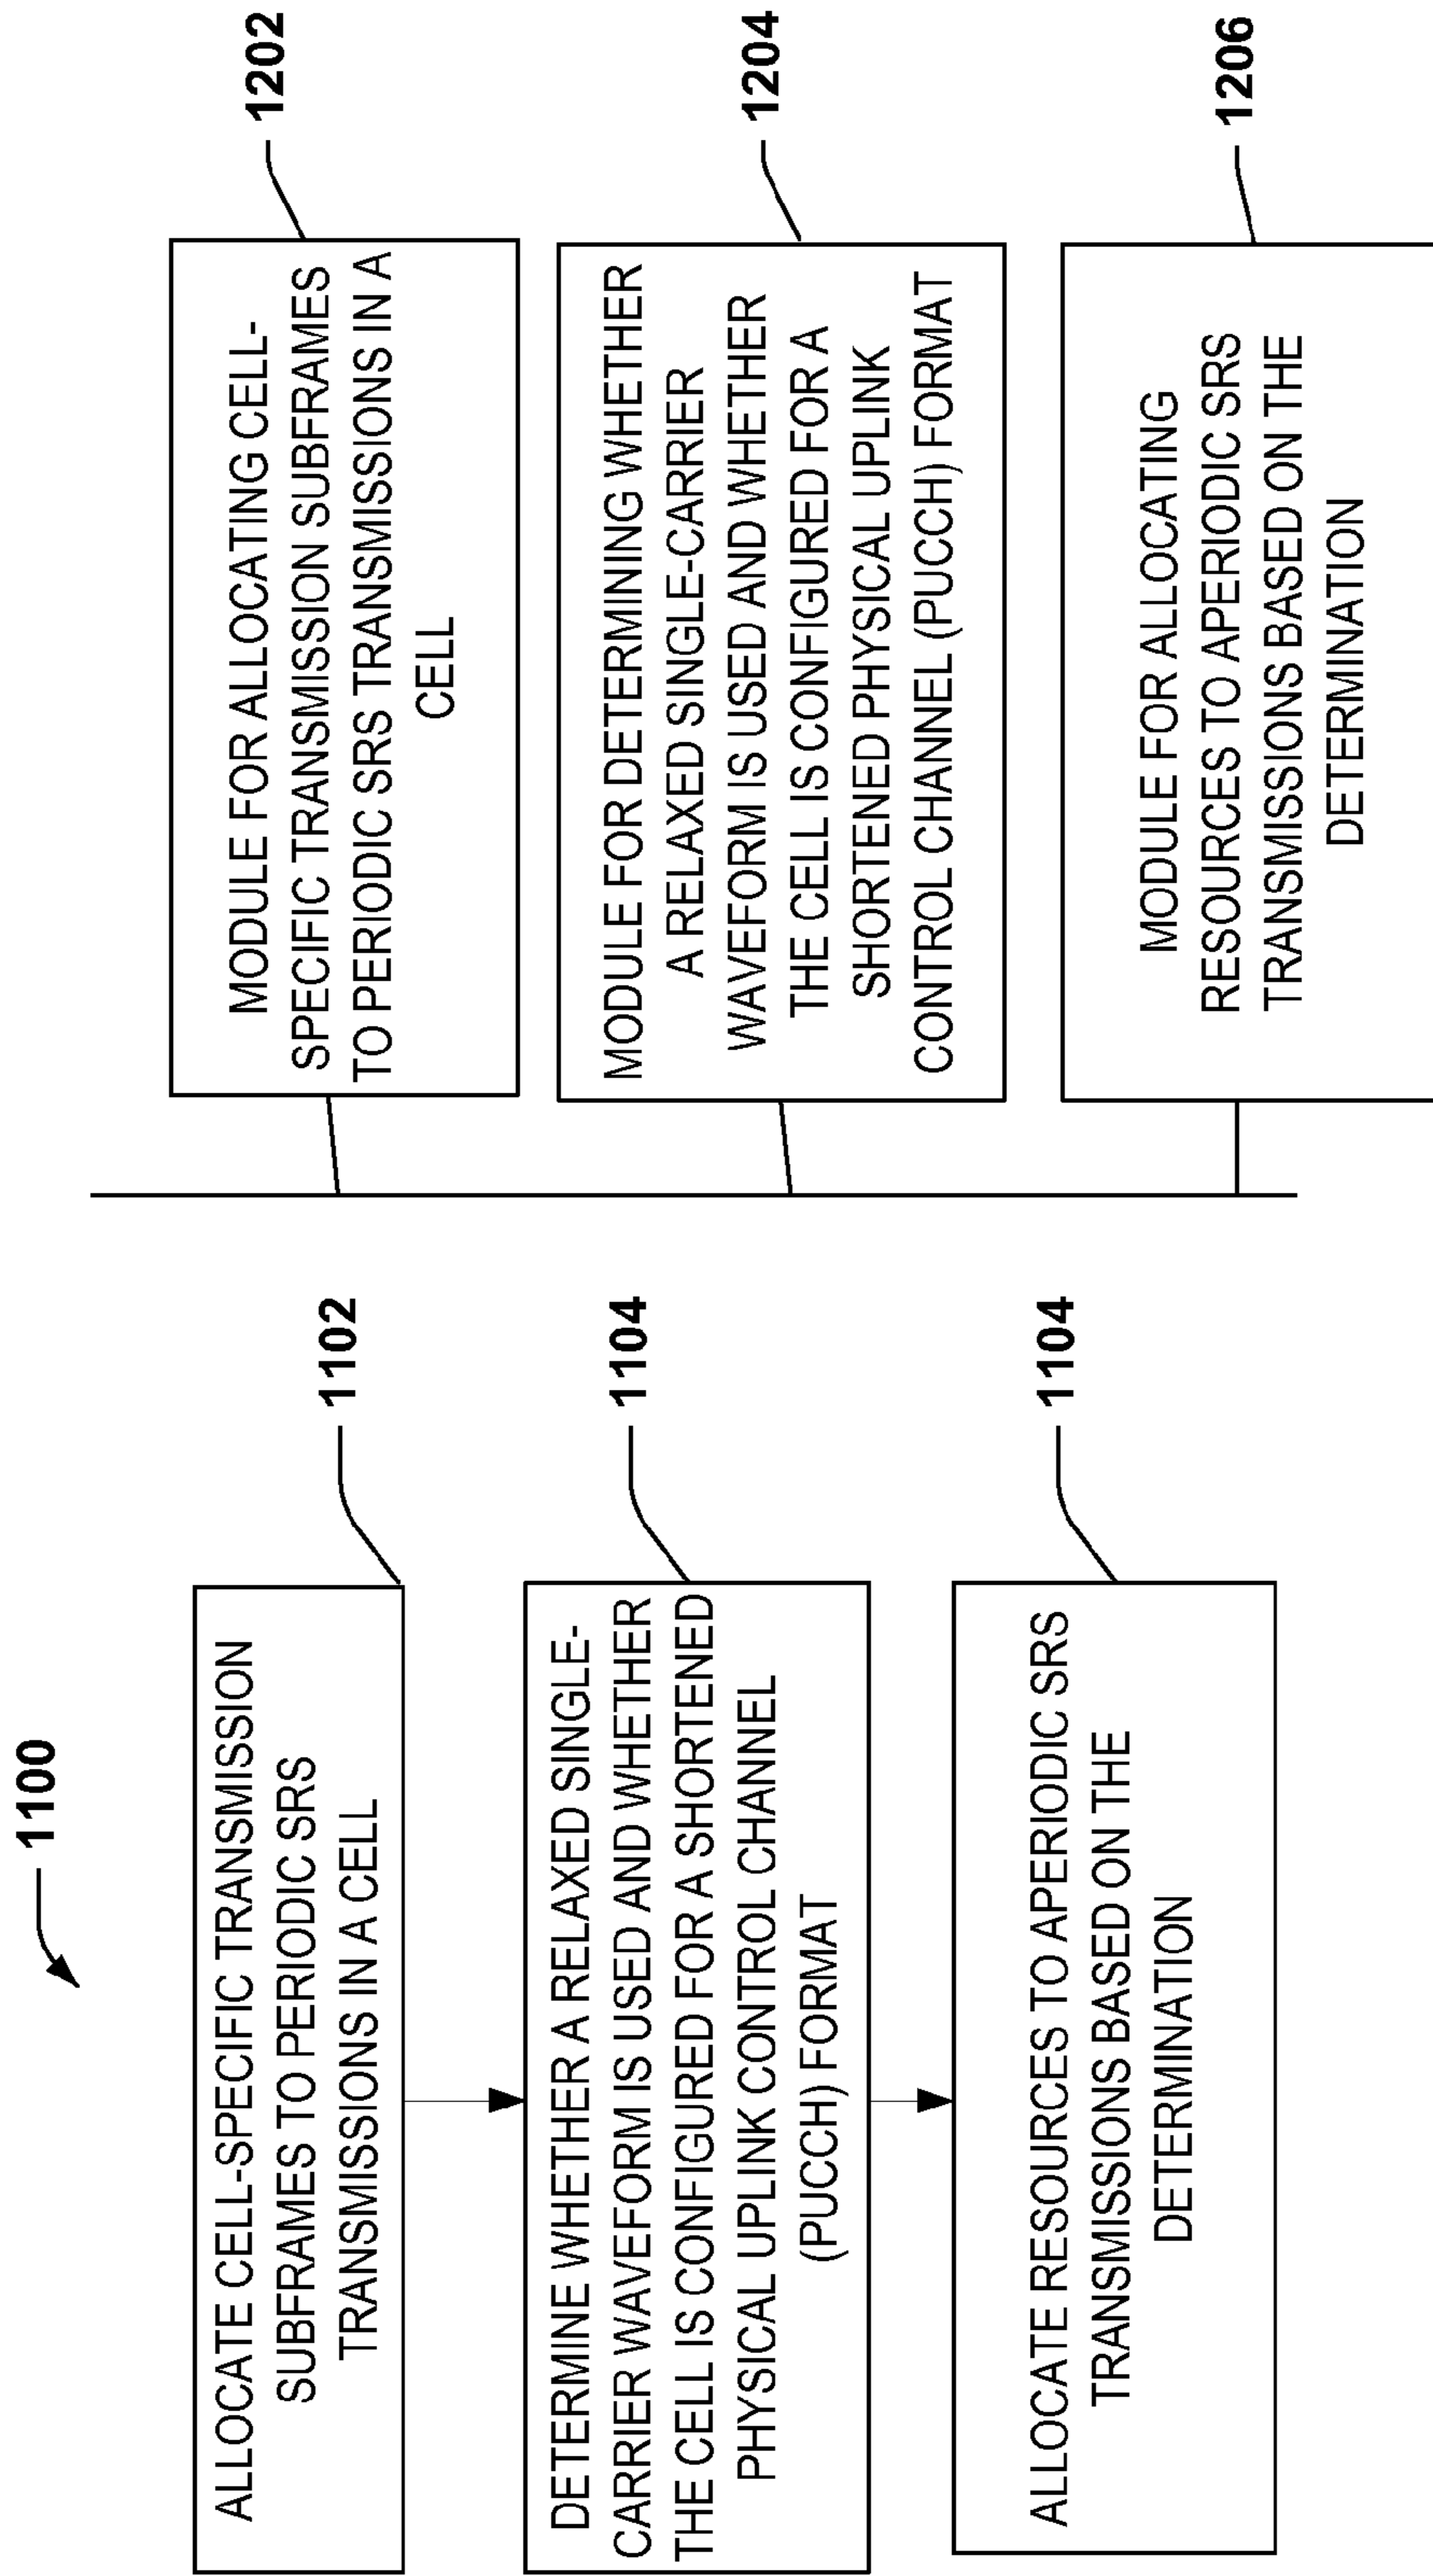 1100
ALLOCATE CELL-SPECIFIC TRANSMISSION
SUBFRAMES TO PERIODIC SRS
TRANSMISSIONS IN A CELL
1102
DETERMINE WHETHER A RELAXED SINGLE-
CARRIER WAVEFORM IS USED AND WHETHER
THE CELL IS CONFIGURED FOR A SHORTENED
PHYSICAL UPLINK CONTROL CHANNEL
(PUCCH) FORMAT
1104
ALLOCATE RESOURCES TO APERIODIC SRS
TRANSMISSIONS BASED ON THE
DETERMINATION
1104
MODULE FOR ALLOCATING CELL-
SPECIFIC TRANSMISSION SUBFRAMES
TO PERIODIC SRS TRANSMISSIONS IN A
CELL
1202
MODULE FOR DETERMINING WHETHER
A RELAXED SINGLE-CARRIER
WAVEFORM IS USED AND WHETHER
THE CELL IS CONFIGURED FOR A
SHORTENED PHYSICAL UPLINK
CONTROL CHANNEL (PUCCH) FORMAT
1204
MODULE FOR ALLOCATING
RESOURCES TO APERIODIC SRS
TRANSMISSIONS BASED ON THE
DETERMINATION
1206